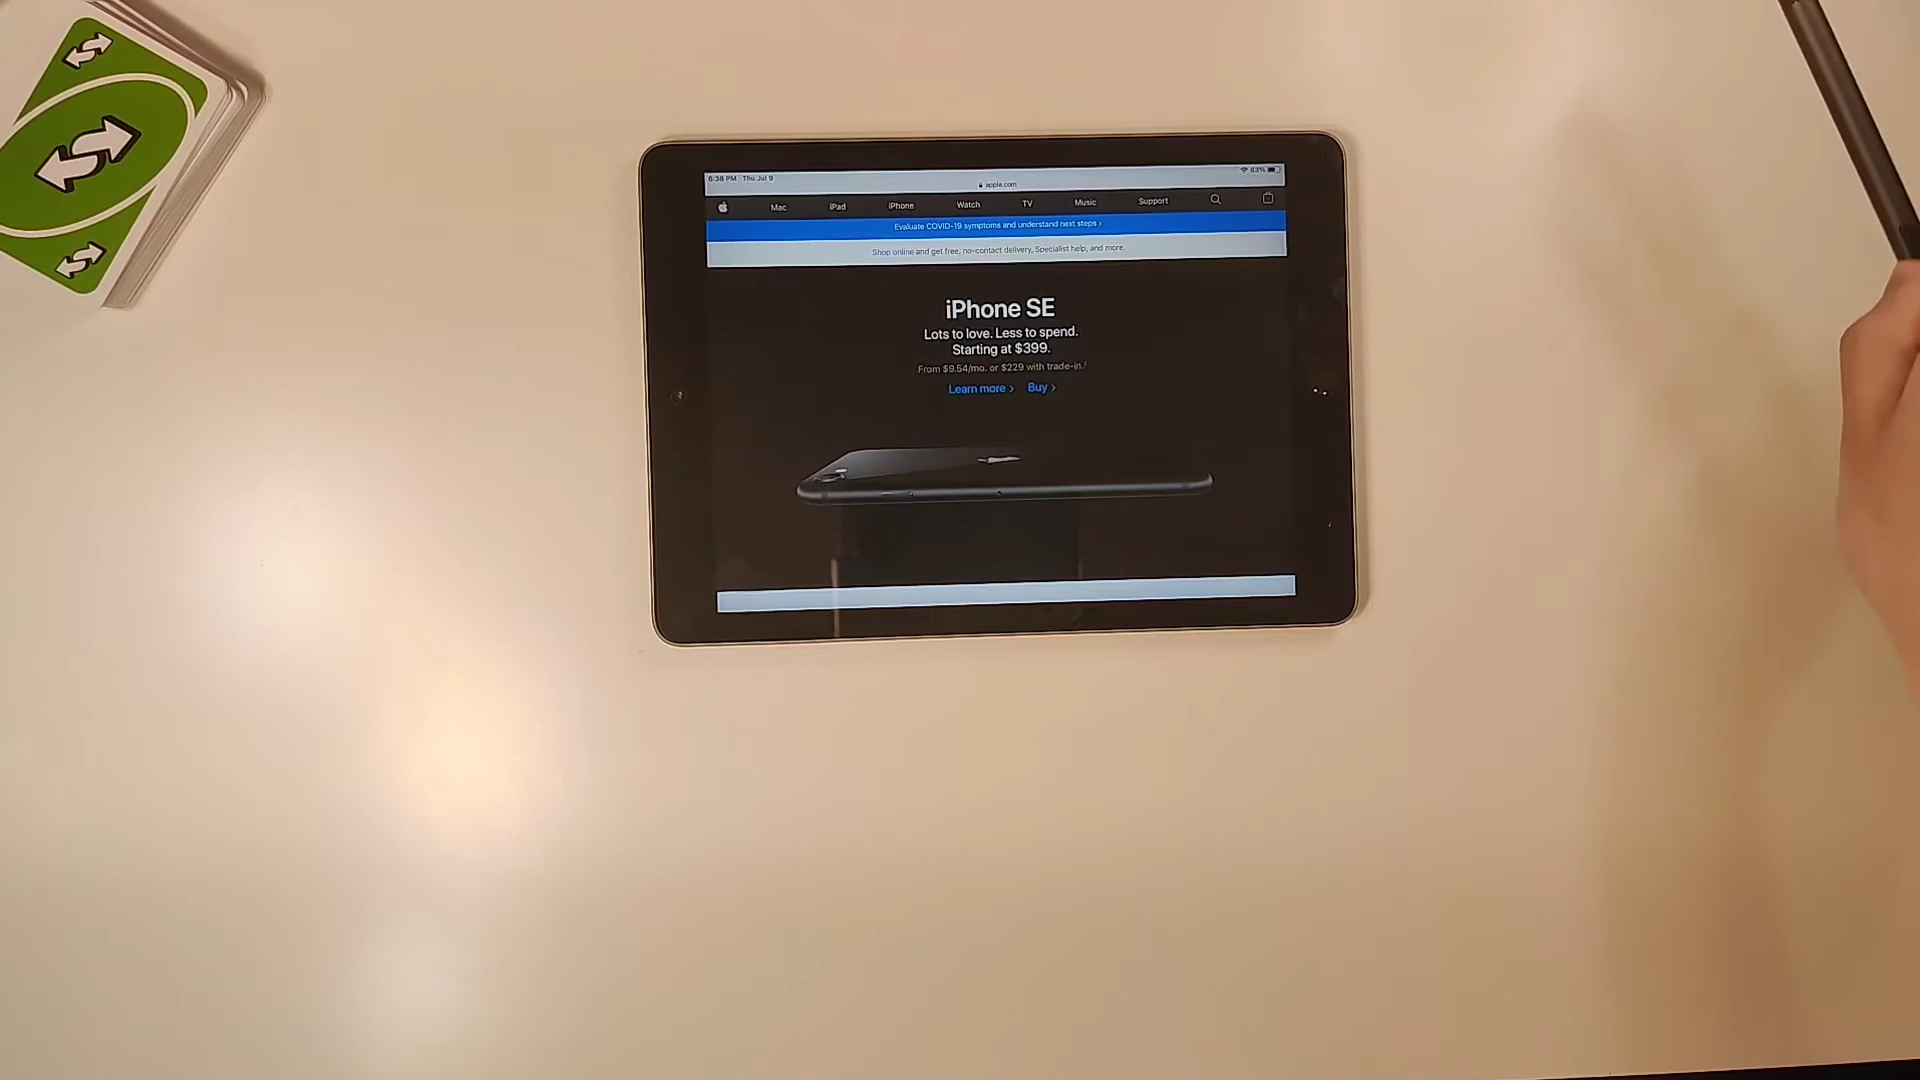 6:38 PM Thu Jul 9
63%
apple.com
Mac iPad iPhone Watch TV Music Support
Evaluate COVID-19 symptoms and understand next steps ›
Shop online and get free, no-contact delivery, Specialist help, and more.
iPhone SE
Lots to love. Less to spend.
Starting at $399.
From $9.54/mo. or $229 with trade-in.
Learn more › Buy ›